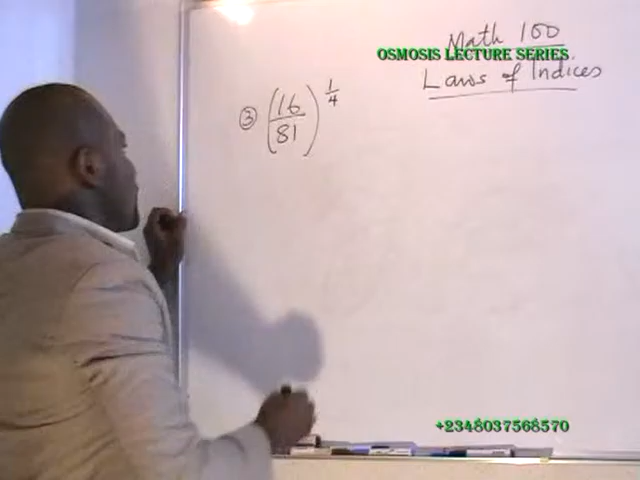 Math 100
OSMOSIS LECTURE SERIES
Laws of Indices
③ (16/81)^1/4
+2348037568570